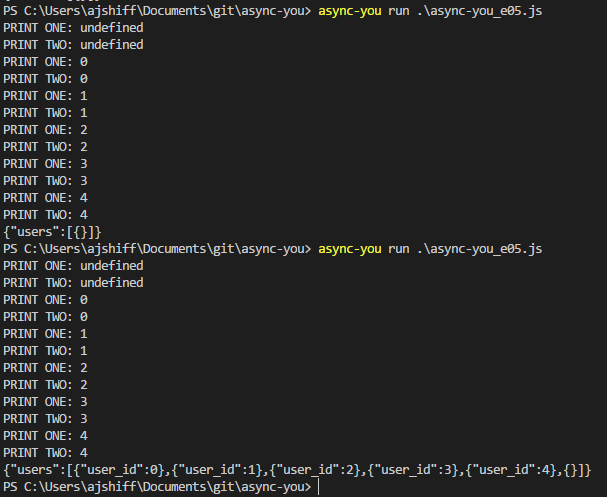 PS C:\Users\ajshiff\Documents\git\async-you> async-you run .\async-you_e05.js
PRINT ONE: undefined
PRINT TWO: undefined
PRINT ONE: 0
PRINT TWO: 0
PRINT ONE: 1
PRINT TWO: 1
PRINT ONE: 2
PRINT TWO: 2
PRINT ONE: 3
PRINT TWO: 3
PRINT ONE: 4
PRINT TWO: 4
{"users":[{}]}
PS C:\Users\ajshiff\Documents\git\async-you> async-you run .\async-you_e05.js
PRINT ONE: undefined
PRINT TWO: undefined
PRINT ONE: 0
PRINT TWO: 0
PRINT ONE: 1
PRINT TWO: 1
PRINT ONE: 2
PRINT TWO: 2
PRINT ONE: 3
PRINT TWO: 3
PRINT ONE: 4
PRINT TWO: 4
{"users":[{"user_id":0},{"user_id":1},{"user_id":2},{"user_id":3},{"user_id":4},{}]}
PS C:\Users\ajshiff\Documents\git\async-you>